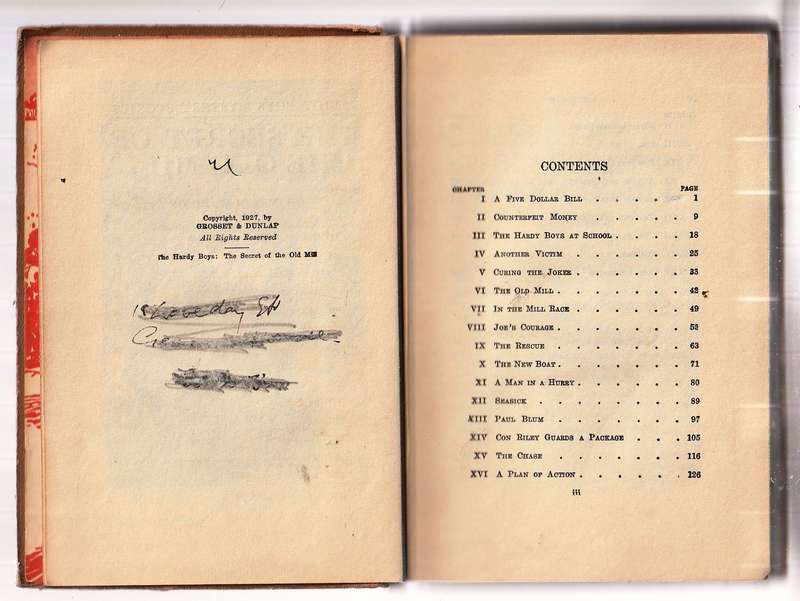 Copyright, 1927, by
GROSSET & DUNLAP
All Rights Reserved
The Hardy Boys: The Secret of the Old Mill
CONTENTS
CHAPTER PAGE
I A FIVE DOLLAR BILL . . . . . . 1
II COUNTERFEIT MONEY . . . . . 9
III THE HARDY BOYS AT SCHOOL . . . . 18
IV ANOTHER VICTIM . . . . . . 25
V CURING THE JOKER . . . . . . 33
VI THE OLD MILL . . . . . . . 42
VII IN THE MILL RACE . . . . . . 49
VIII JOE'S COURAGE . . . . . . . 53
IX THE RESCUE . . . . . . . 63
X THE NEW BOAT . . . . . . . 71
XI A MAN IN A HURRY . . . . . . 80
XII SEASICK . . . . . . . . 89
XIII PAUL BLUM . . . . . . . 97
XIV CON RILEY GUARDS A PACKAGE . . . 105
XV THE CHASE . . . . . . . 116
XVI A PLAN OF ACTION . . . . . . 126
iii